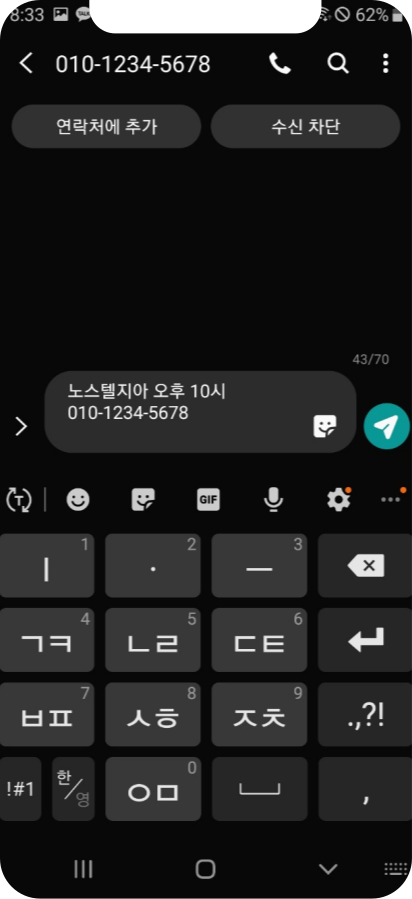 8:33 TALK 62%
010-1234-5678
연락처에 추가 수신 차단
43/70
노스텔지아 오후 10시
010-1234-5678
T GIF
ㅣ 1 · 2 ㅡ 3
ㄱㅋ 4 ㄴㄹ 5 ㄷㅌ 6
ㅂㅍ 7 ㅅㅎ 8 ㅈㅊ 9 .,?!
!#1 한/영 ㅇㅁ 0 ,